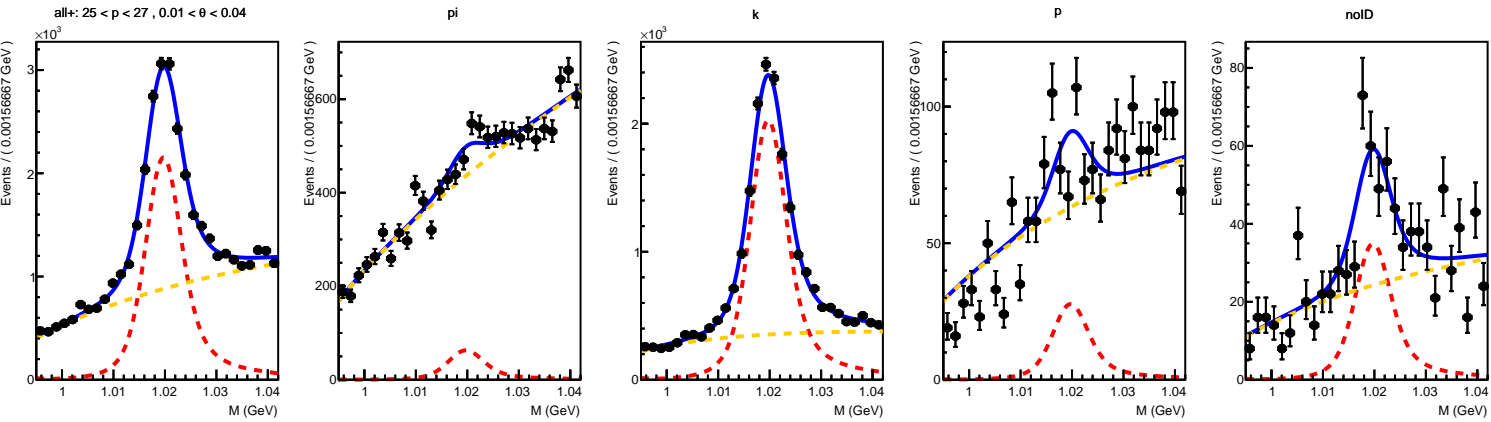 all+: 25 < p < 27 , 0.01 < θ < 0.04
×10³
Events / ( 0.00156667 GeV )
3
2
1
1 1.01 1.02 1.03 1.04
M (GeV)
pi
Events / ( 0.00156667 GeV )
600
400
200
0
1 1.01 1.02 1.03 1.04
M (GeV)
k
×10³
Events / ( 0.00156667 GeV )
2
1
0
1 1.01 1.02 1.03 1.04
M (GeV)
p
Events / ( 0.00156667 GeV )
100
50
0
1 1.01 1.02 1.03 1.04
M (GeV)
noID
Events / ( 0.00156667 GeV )
80
60
40
20
0
1 1.01 1.02 1.03 1.04
M (GeV)